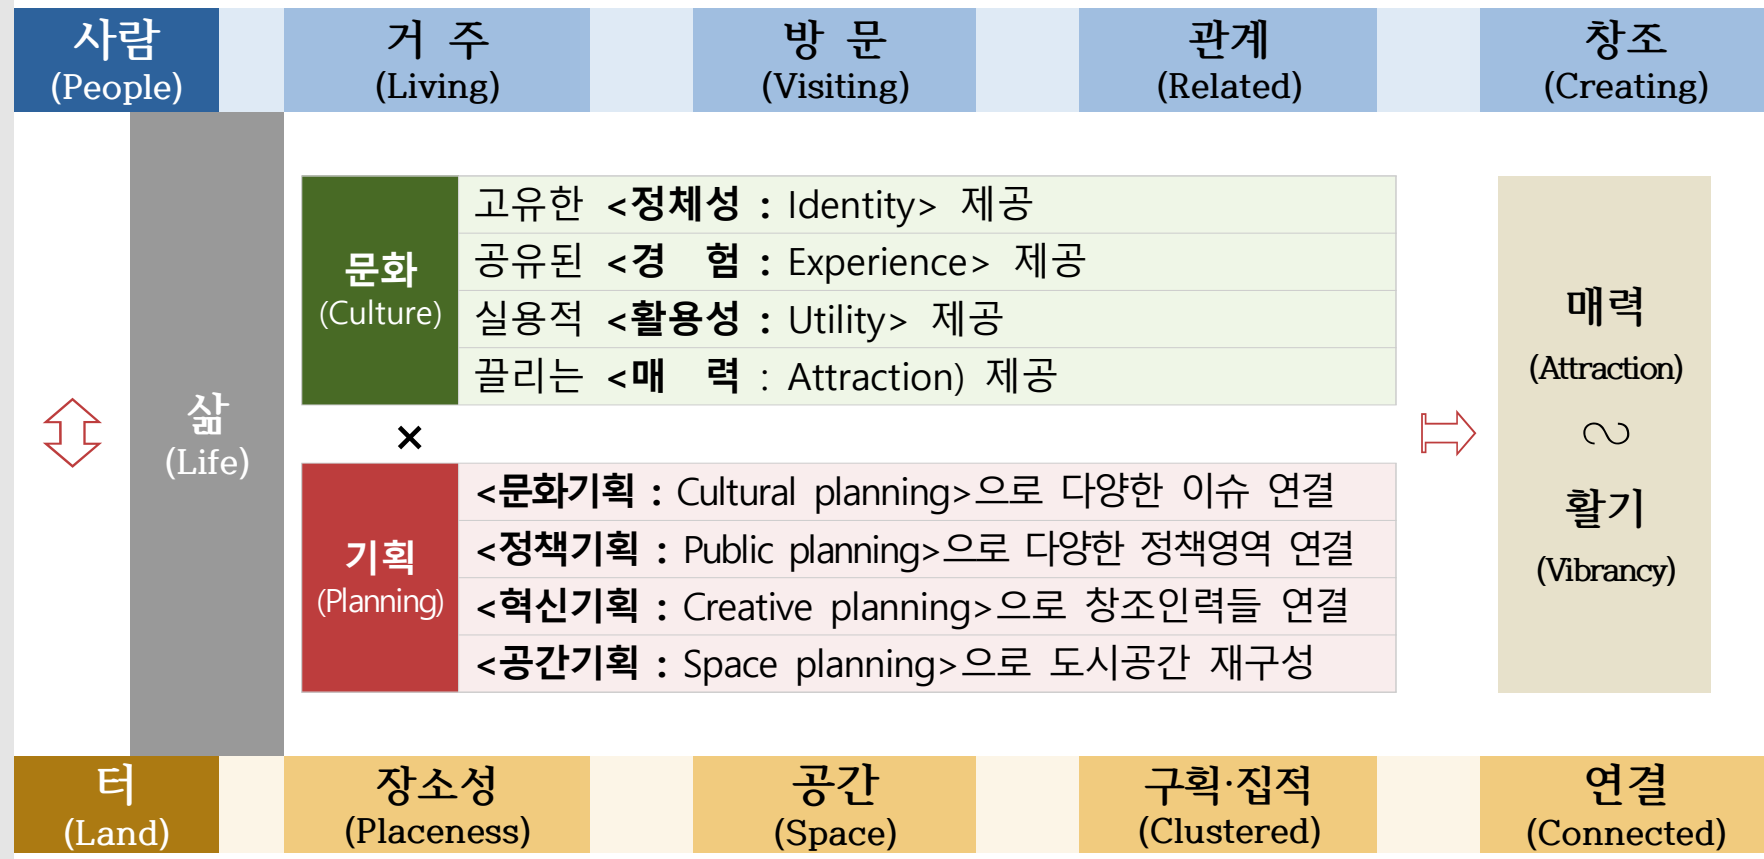 사람
(People)
거 주
(Living)
방 문
(Visiting)
관계
(Related)
창조
(Creating)
삶
(Life)
문화
(Culture)
고유한 <정체성 : Identity> 제공
공유된 <경 험 : Experience> 제공
실용적 <활용성 : Utility> 제공
끌리는 <매 력 : Attraction) 제공
×
기획
(Planning)
<문화기획 : Cultural planning>으로 다양한 이슈 연결
<정책기획 : Public planning>으로 다양한 정책영역 연결
<혁신기획 : Creative planning>으로 창조인력들 연결
<공간기획 : Space planning>으로 도시공간 재구성
매력
(Attraction)
∼
활기
(Vibrancy)
터
(Land)
장소성
(Placeness)
공간
(Space)
구획·집적
(Clustered)
연결
(Connected)